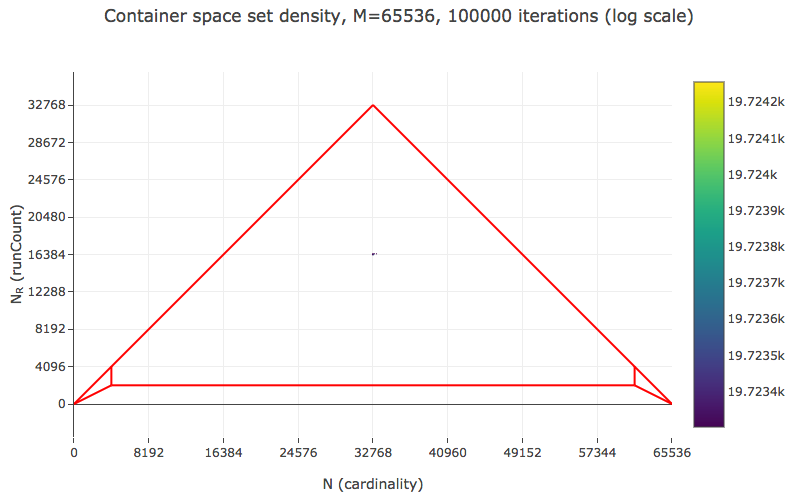 Container space set density, M=65536, 100000 iterations (log scale)
32768
28672
24576
20480
16384
12288
8192
4096
0
N_R (runCount)
0 8192 16384 24576 32768 40960 49152 57344 65536
N (cardinality)
19.7242k
19.7241k
19.724k
19.7239k
19.7238k
19.7237k
19.7236k
19.7235k
19.7234k